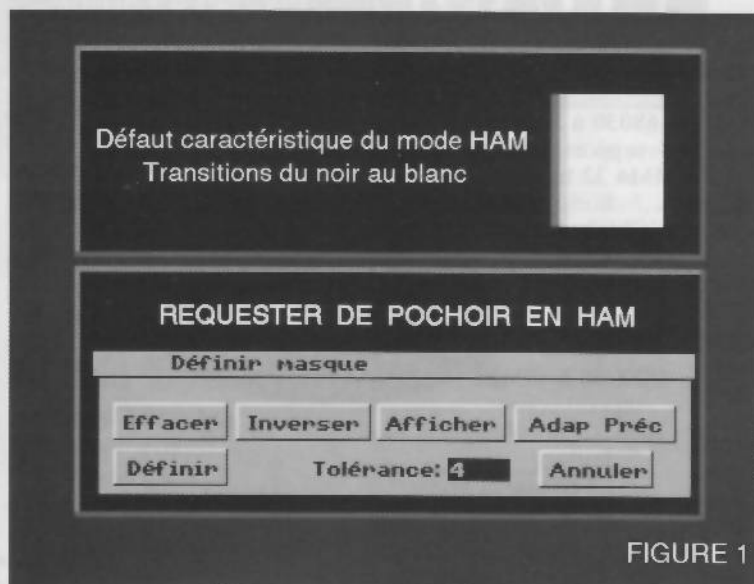 Défaut caractéristique du mode HAM
Transitions du noir au blanc
REQUESTER DE POCHOIR EN HAM
Définir masque
Effacer Inverser Afficher Adap Préc
Définir Tolérance: 4 Annuler
FIGURE 1